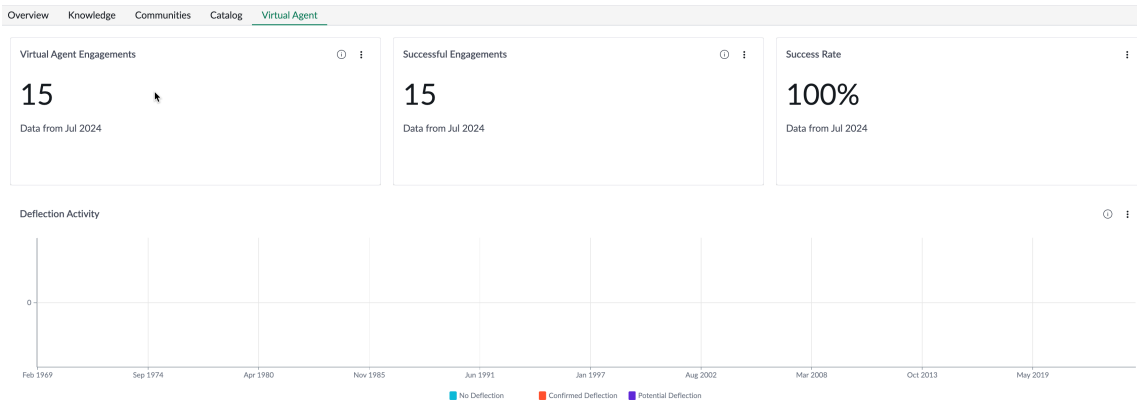 Overview Knowledge Communities Catalog Virtual Agent
Virtual Agent Engagements
15
Data from Jul 2024
Successful Engagements
15
Data from Jul 2024
Success Rate
100%
Data from Jul 2024
Deflection Activity
0
Feb 1969 Sep 1974 Apr 1980 Nov 1985 Jun 1991 Jan 1997 Aug 2002 Mar 2008 Oct 2013 May 2019
No Deflection Confirmed Deflection Potential Deflection